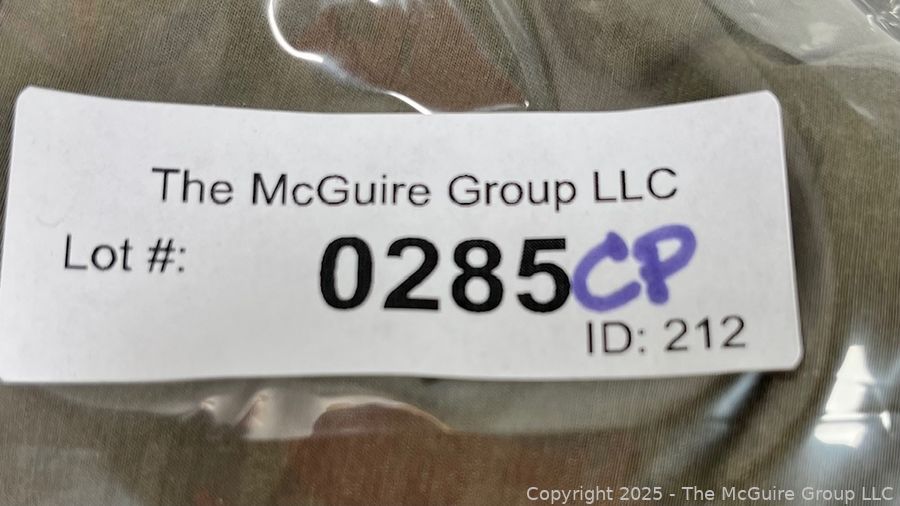 The McGuire Group LLC
Lot #: 0285CP
ID: 212
Copyright 2025 - The McGuire Group LLC